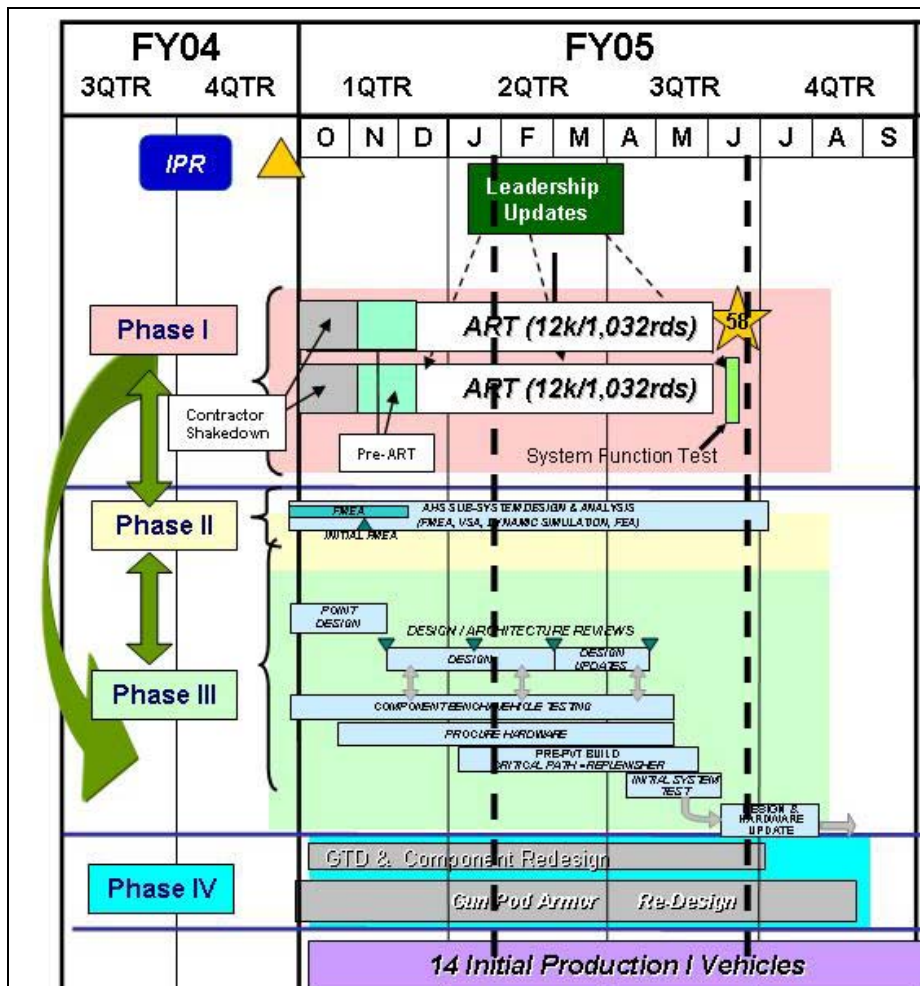 FY04 FY05
3QTR 4QTR 1QTR 2QTR 3QTR 4QTR
O N D J F M A M J J A S
IPR
Leadership
Updates
Phase I
ART (12k/1,032rds)
58
ART (12k/1,032rds)
Contractor
Shakedown
Pre-ART
System Function Test
Phase II
FMEA
AHS SUB-SYSTEM DESIGN & ANALYSIS
(FMEA, VSA, DYNAMIC SIMULATION, FEA)
INITIAL FMEA
POINT
DESIGN
DESIGN / ARCHITECTURE REVIEWS
DESIGN
DESIGN
UPDATES
Phase III
COMPONENT BENCH/VEHICLE TESTING
PROCURE HARDWARE
PRE-PVT BUILD
CRITICAL PATH = REPLENISHER
INITIAL SYSTEM
TEST
DESIGN &
HARDWARE
UPDATE
GTD & Component Redesign
Phase IV
Gun Pod Armor Re-Design
14 Initial Production I Vehicles